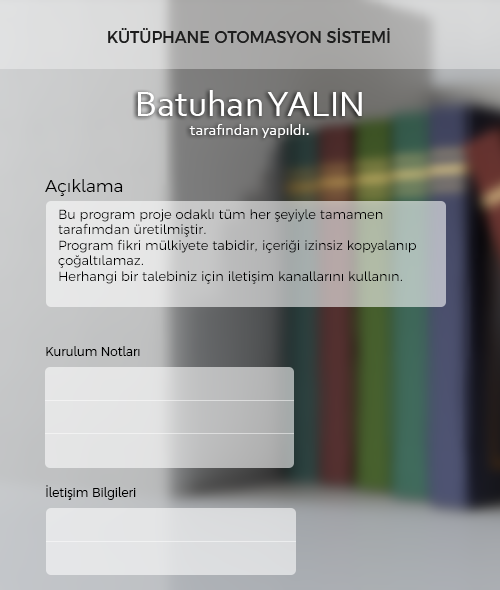 KÜTÜPHANE OTOMASYON SİSTEMİ
Batuhan YALIN
tarafından yapıldı.
Açıklama
Bu program proje odaklı tüm her şeyiyle tamamen
tarafımdan üretilmiştir.
Program fikri mülkiyete tabidir, içeriği izinsiz kopyalanıp
çoğaltılamaz.
Herhangi bir talebiniz için iletişim kanallarını kullanın.
Kurulum Notları
İletişim Bilgileri